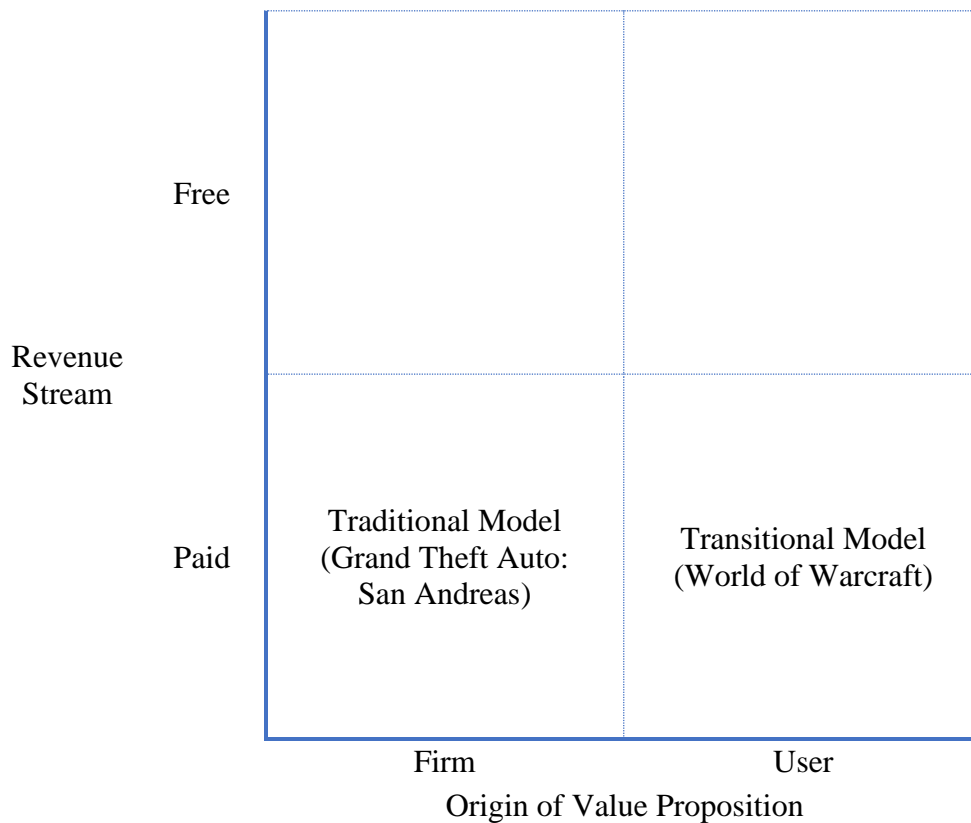 Free
Revenue
Stream
Paid
Traditional Model
(Grand Theft Auto:
San Andreas)
Transitional Model
(World of Warcraft)
Firm
User
Origin of Value Proposition